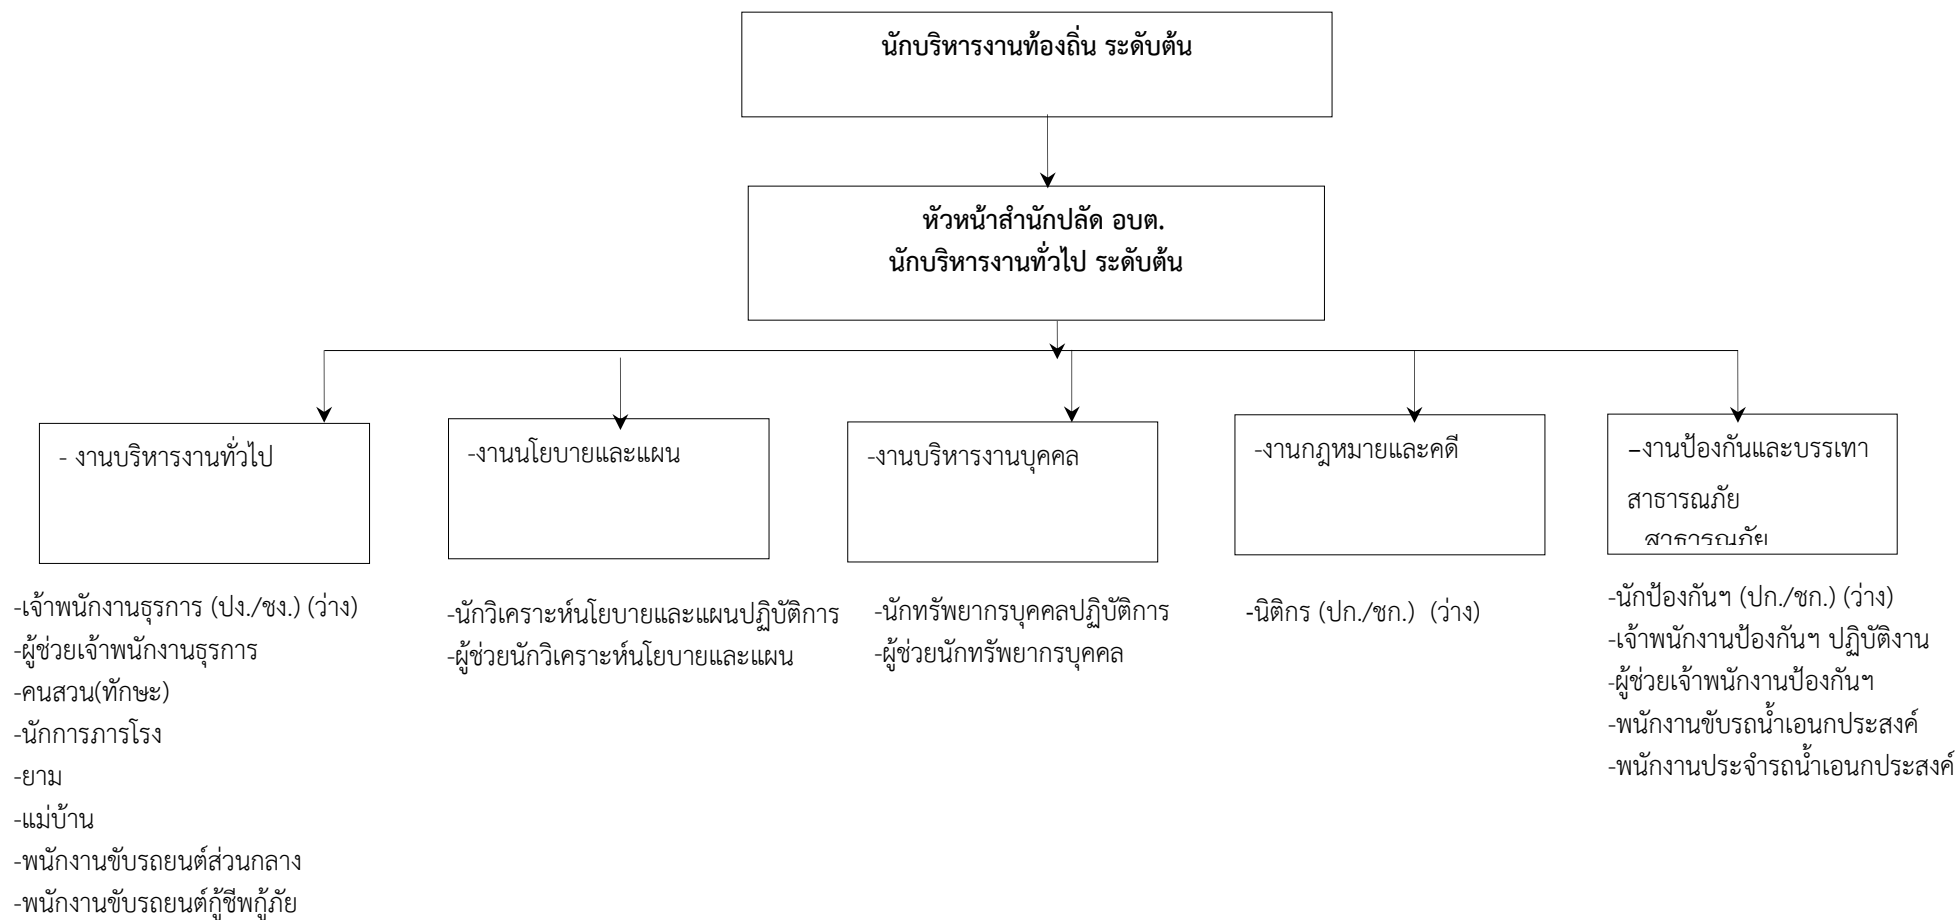 นักบริหารงานท้องถิ่น ระดับต้น
หัวหน้าสำนักปลัด อบต.
นักบริหารงานทั่วไป ระดับต้น
- งานบริหารงานทั่วไป
-เจ้าพนักงานธุรการ (ปง./ชง.) (ว่าง)
-ผู้ช่วยเจ้าพนักงานธุรการ
-คนสวน(ทักษะ)
-นักการภารโรง
-ยาม
-แม่บ้าน
-พนักงานขับรถยนต์ส่วนกลาง
-พนักงานขับรถยนต์กู้ชีพกู้ภัย
-งานนโยบายและแผน
-นักวิเคราะห์นโยบายและแผนปฏิบัติการ
-ผู้ช่วยนักวิเคราะห์นโยบายและแผน
-งานบริหารงานบุคคล
-นักทรัพยากรบุคคลปฏิบัติการ
-ผู้ช่วยนักทรัพยากรบุคคล
-งานกฎหมายและคดี
-นิติกร (ปก./ชก.) (ว่าง)
–งานป้องกันและบรรเทา
สาธารณภัย
สาธารณภัย
-นักป้องกันฯ (ปก./ชก.) (ว่าง)
-เจ้าพนักงานป้องกันฯ ปฏิบัติงาน
-ผู้ช่วยเจ้าพนักงานป้องกันฯ
-พนักงานขับรถน้ำเอนกประสงค์
-พนักงานประจำรถน้ำเอนกประสงค์